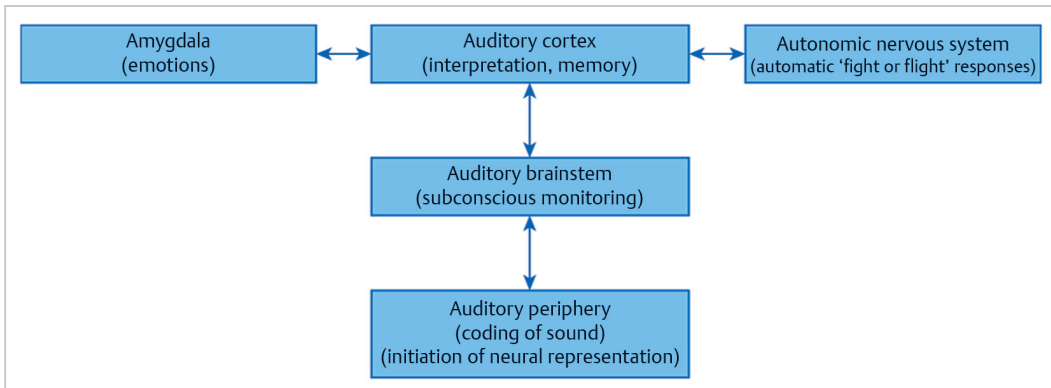 Amygdala
(emotions)
Auditory cortex
(interpretation, memory)
Autonomic nervous system
(automatic ‘fight or flight’ responses)
Auditory brainstem
(subconscious monitoring)
Auditory periphery
(coding of sound)
(initiation of neural representation)